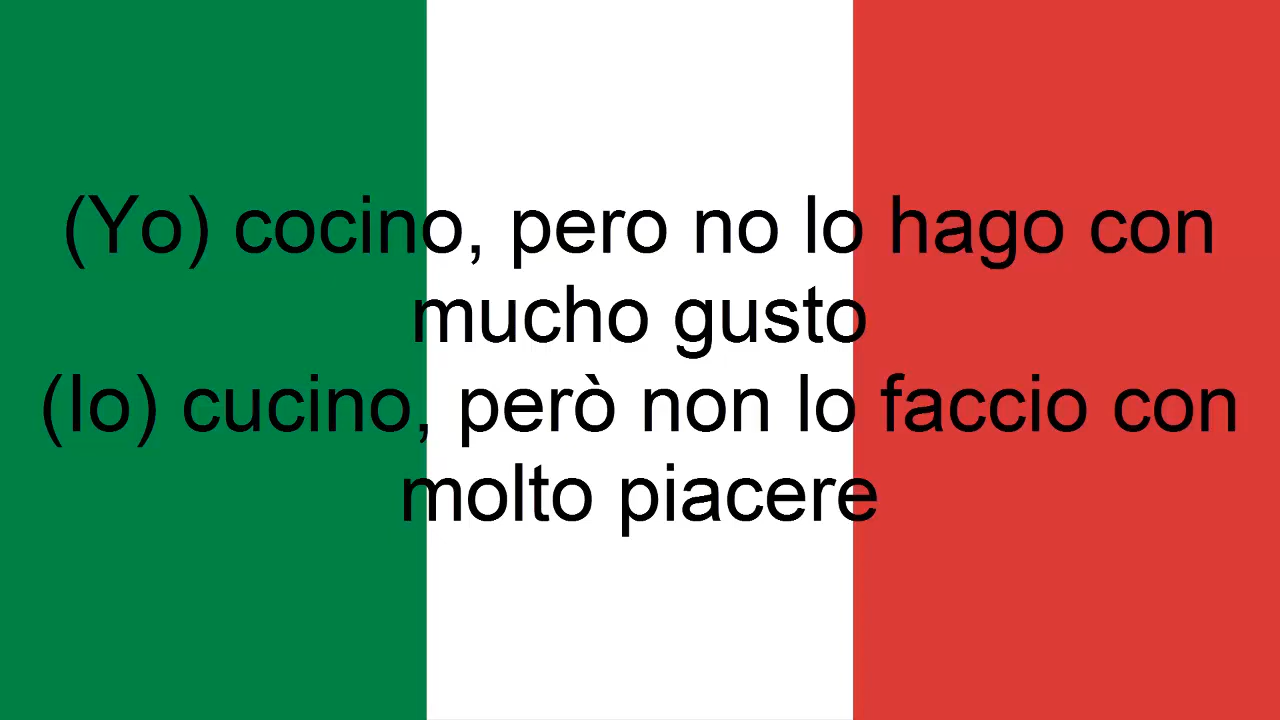 (Yo) cocino, pero no lo hago con
mucho gusto
(Io) cucino, però non lo faccio con
molto piacere